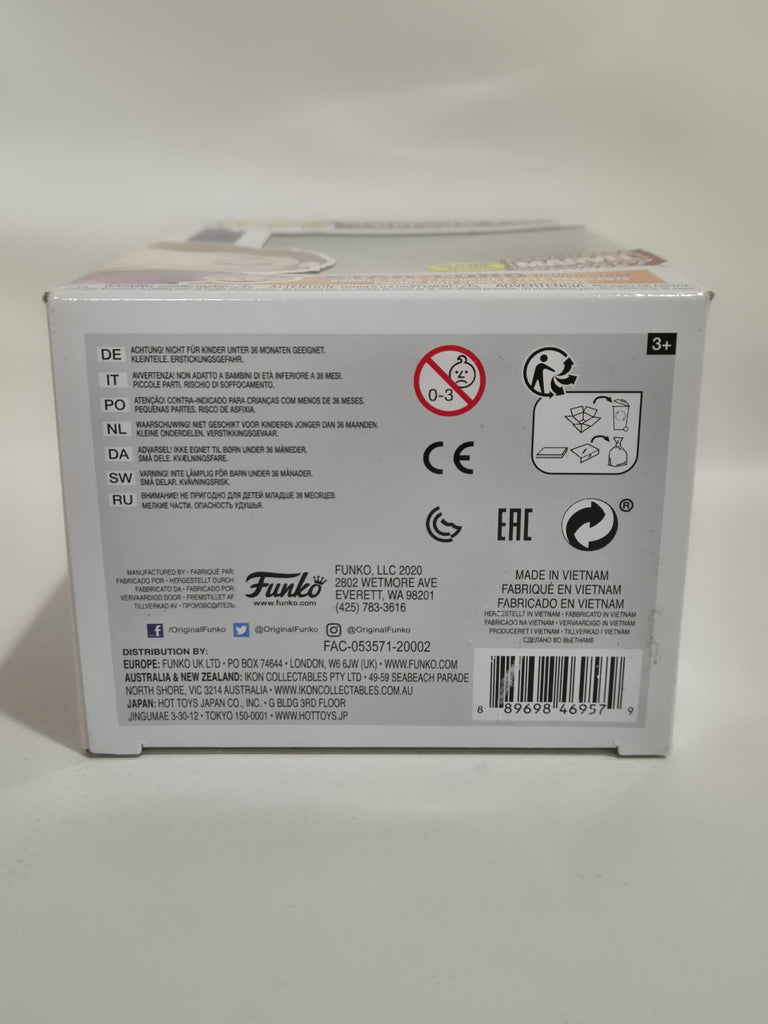 ATTENTION:
ADVERTENCIA:
3+
DE ACHTUNG! NICHT FÜR KINDER UNTER 36 MONATEN GEEIGNET.
KLEINTEILE. ERSTICKUNGSGEFAHR.
IT AVVERTENZA! NON ADATTO A BAMBINI DI ETÀ INFERIORE A 36 MESI.
PICCOLE PARTI. RISCHIO DI SOFFOCAMENTO.
PO ATENÇÃO! CONTRA-INDICADO PARA CRIANÇAS COM MENOS DE 36 MESES.
PEQUENAS PARTES. RISCO DE ASFIXIA.
NL WAARSCHUWING! NIET GESCHIKT VOOR KINDEREN JONGER DAN 36 MAANDEN.
KLEINE ONDERDELEN. VERSTIKKINGSGEVAAR.
DA ADVARSEL! IKKE EGNET TIL BØRN UNDER 36 MÅNEDER.
SMÅ DELE. KVÆLNINGSFARE.
SW VARNING! INTE LÄMPLIG FÖR BARN UNDER 36 MÅNADER.
SMÅ DELAR. KVÄVNINGSRISK.
RU ВНИМАНИЕ! НЕ ПРИГОДНО ДЛЯ ДЕТЕЙ МЛАДШЕ 36 МЕСЯЦЕВ.
МЕЛКИЕ ЧАСТИ. ОПАСНОСТЬ УДУШЬЯ.
0-3
CE
EAC
®
MANUFACTURED BY • FABRIQUÉ PAR:
FABRICADO POR • HERGESTELLT DURCH:
FABBRICATO DA • FABRICADO POR:
VERVAARDIGD DOOR • FREMSTILLET AF:
TILLVERKAD AV • ПРОИЗВОДИТЕЛЬ:
Funko
www.funko.com
FUNKO, LLC 2020
2802 WETMORE AVE
EVERETT, WA 98201
(425) 783-3616
/OriginalFunko @OriginalFunko @OriginalFunko
FAC-053571-20002
MADE IN VIETNAM
FABRIQUÉ EN VIETNAM
FABRICADO EN VIETNAM
HERGESTELLT IN VIETNAM • FABBRICATO IN VIETNAM
FABRICADO NA VIETNAM • VERVAARDIGD IN VIETNAM
PRODUCERET I VIETNAM • TILLVERKAD I VIETNAM
СДЕЛАНО ВО ВЬЕТНАМЕ
DISTRIBUTION BY:
EUROPE: FUNKO UK LTD • PO BOX 74644 • LONDON, W6 6JW (UK) • WWW.FUNKO.COM
AUSTRALIA & NEW ZEALAND: IKON COLLECTABLES PTY LTD • 49-59 SEABEACH PARADE
NORTH SHORE, VIC 3214 AUSTRALIA • WWW.IKONCOLLECTABLES.COM.AU
JAPAN: HOT TOYS JAPAN CO., INC. • G BLDG 3RD FLOOR
JINGUMAE 3-30-12 • TOKYO 150-0001 • WWW.HOTTOYS.JP
8 89698 46957 9